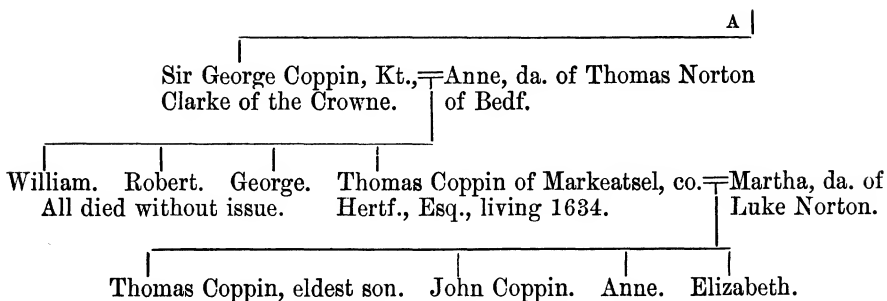 A
Sir George Coppin, Kt., Anne, da. of Thomas Norton
Clarke of the Crowne. of Bedf.
William. Robert. George. Thomas Coppin of Markeatsel, co. Martha, da. of
All died without issue. Hertf., Esq., living 1634. Luke Norton.
Thomas Coppin, eldest son. John Coppin. Anne. Elizabeth.